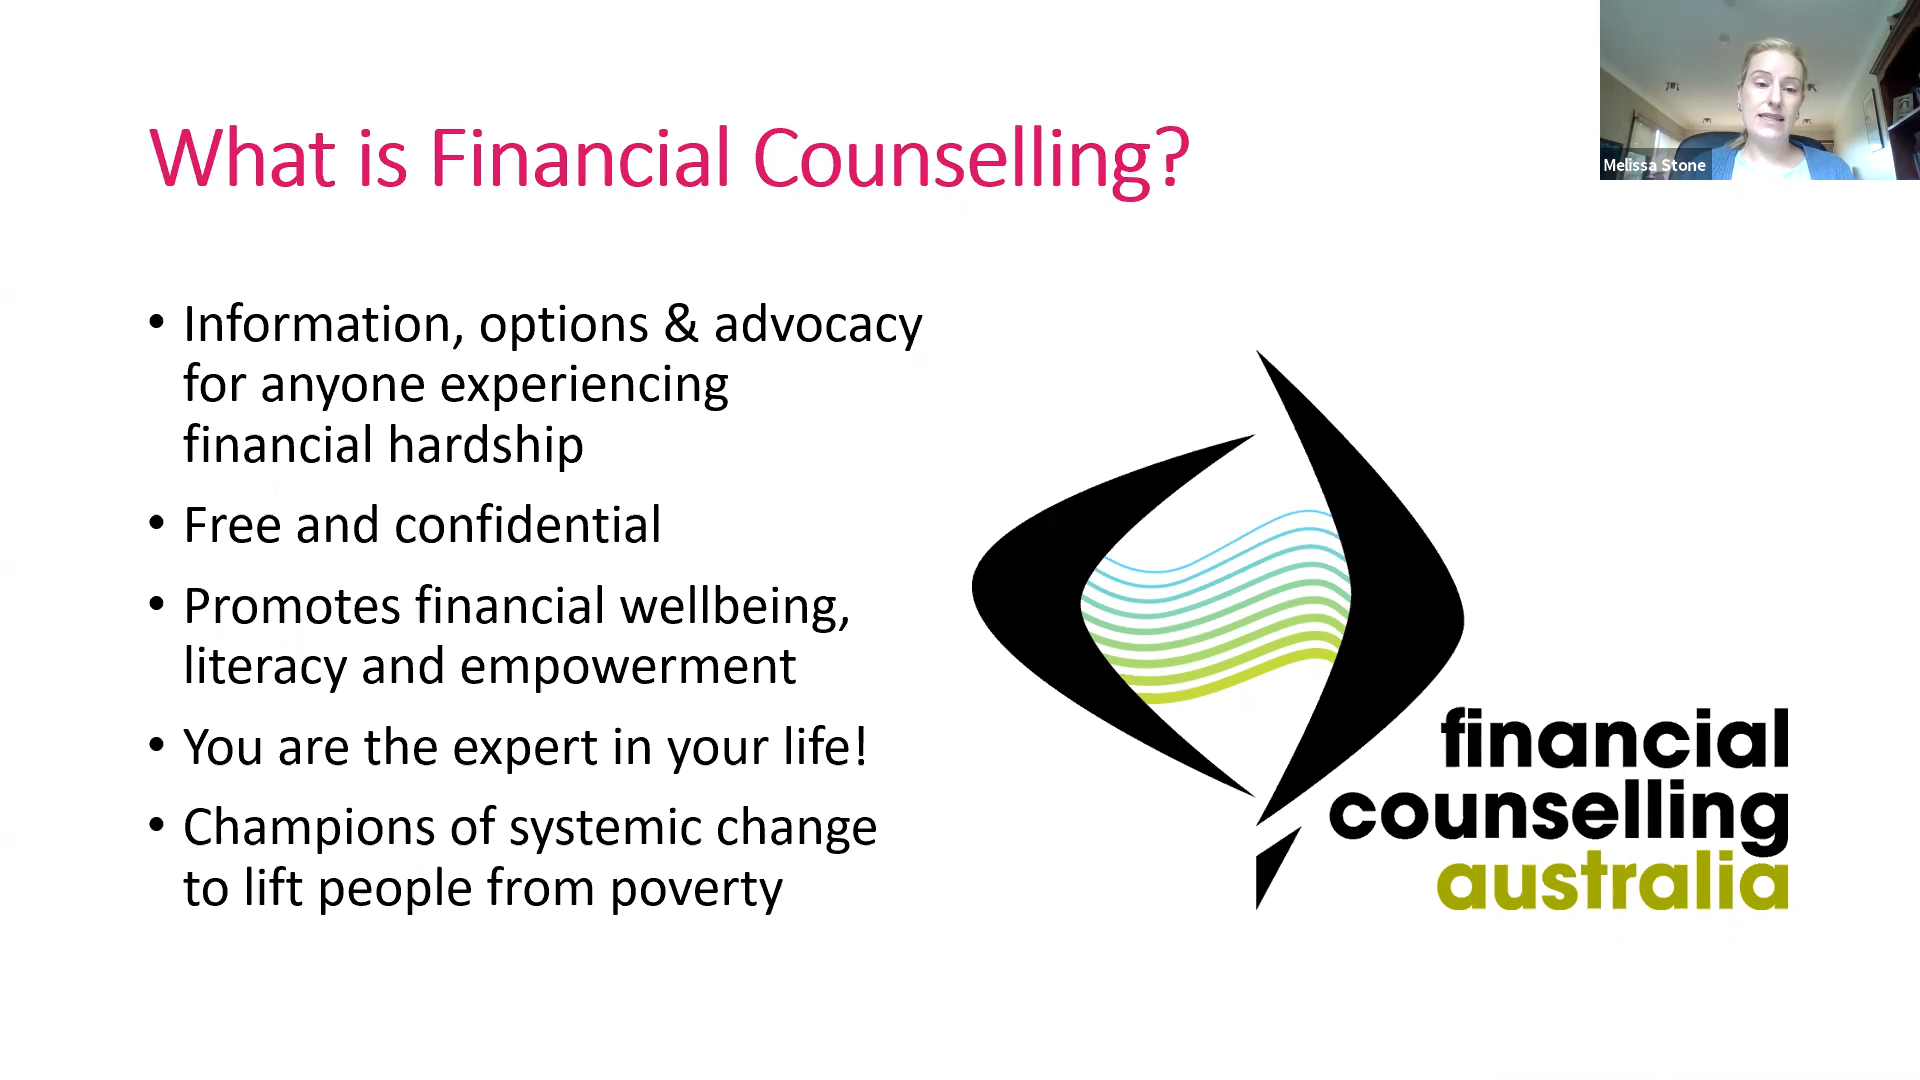 What is Financial Counselling?
Melissa Stone
• Information, options & advocacy
for anyone experiencing
financial hardship
• Free and confidential
• Promotes financial wellbeing,
literacy and empowerment
• You are the expert in your life!
• Champions of systemic change
to lift people from poverty
financial
counselling
australia